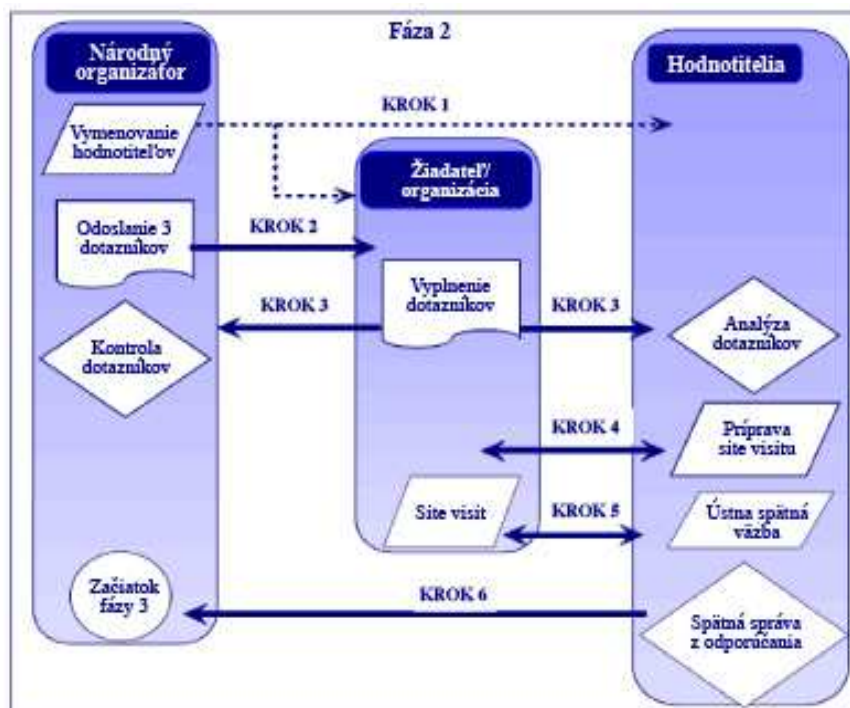 Fáza 2
Národný
organizátor
Hodnotitelia
KROK 1
Vymenovanie
hodnotiteľov
Žiadateľ/
organizácia
Odoslanie 3
dotazníkov
KROK 2
Vyplnenie
dotazníkov
KROK 3
KROK 3
Kontrola
dotazníkov
Analýza
dotazníkov
KROK 4
Príprava
site visitu
Site visit
KROK 5
Ústna spätná
väzba
Začiatok
fázy 3
KROK 6
Spätná správa
z odporúčania